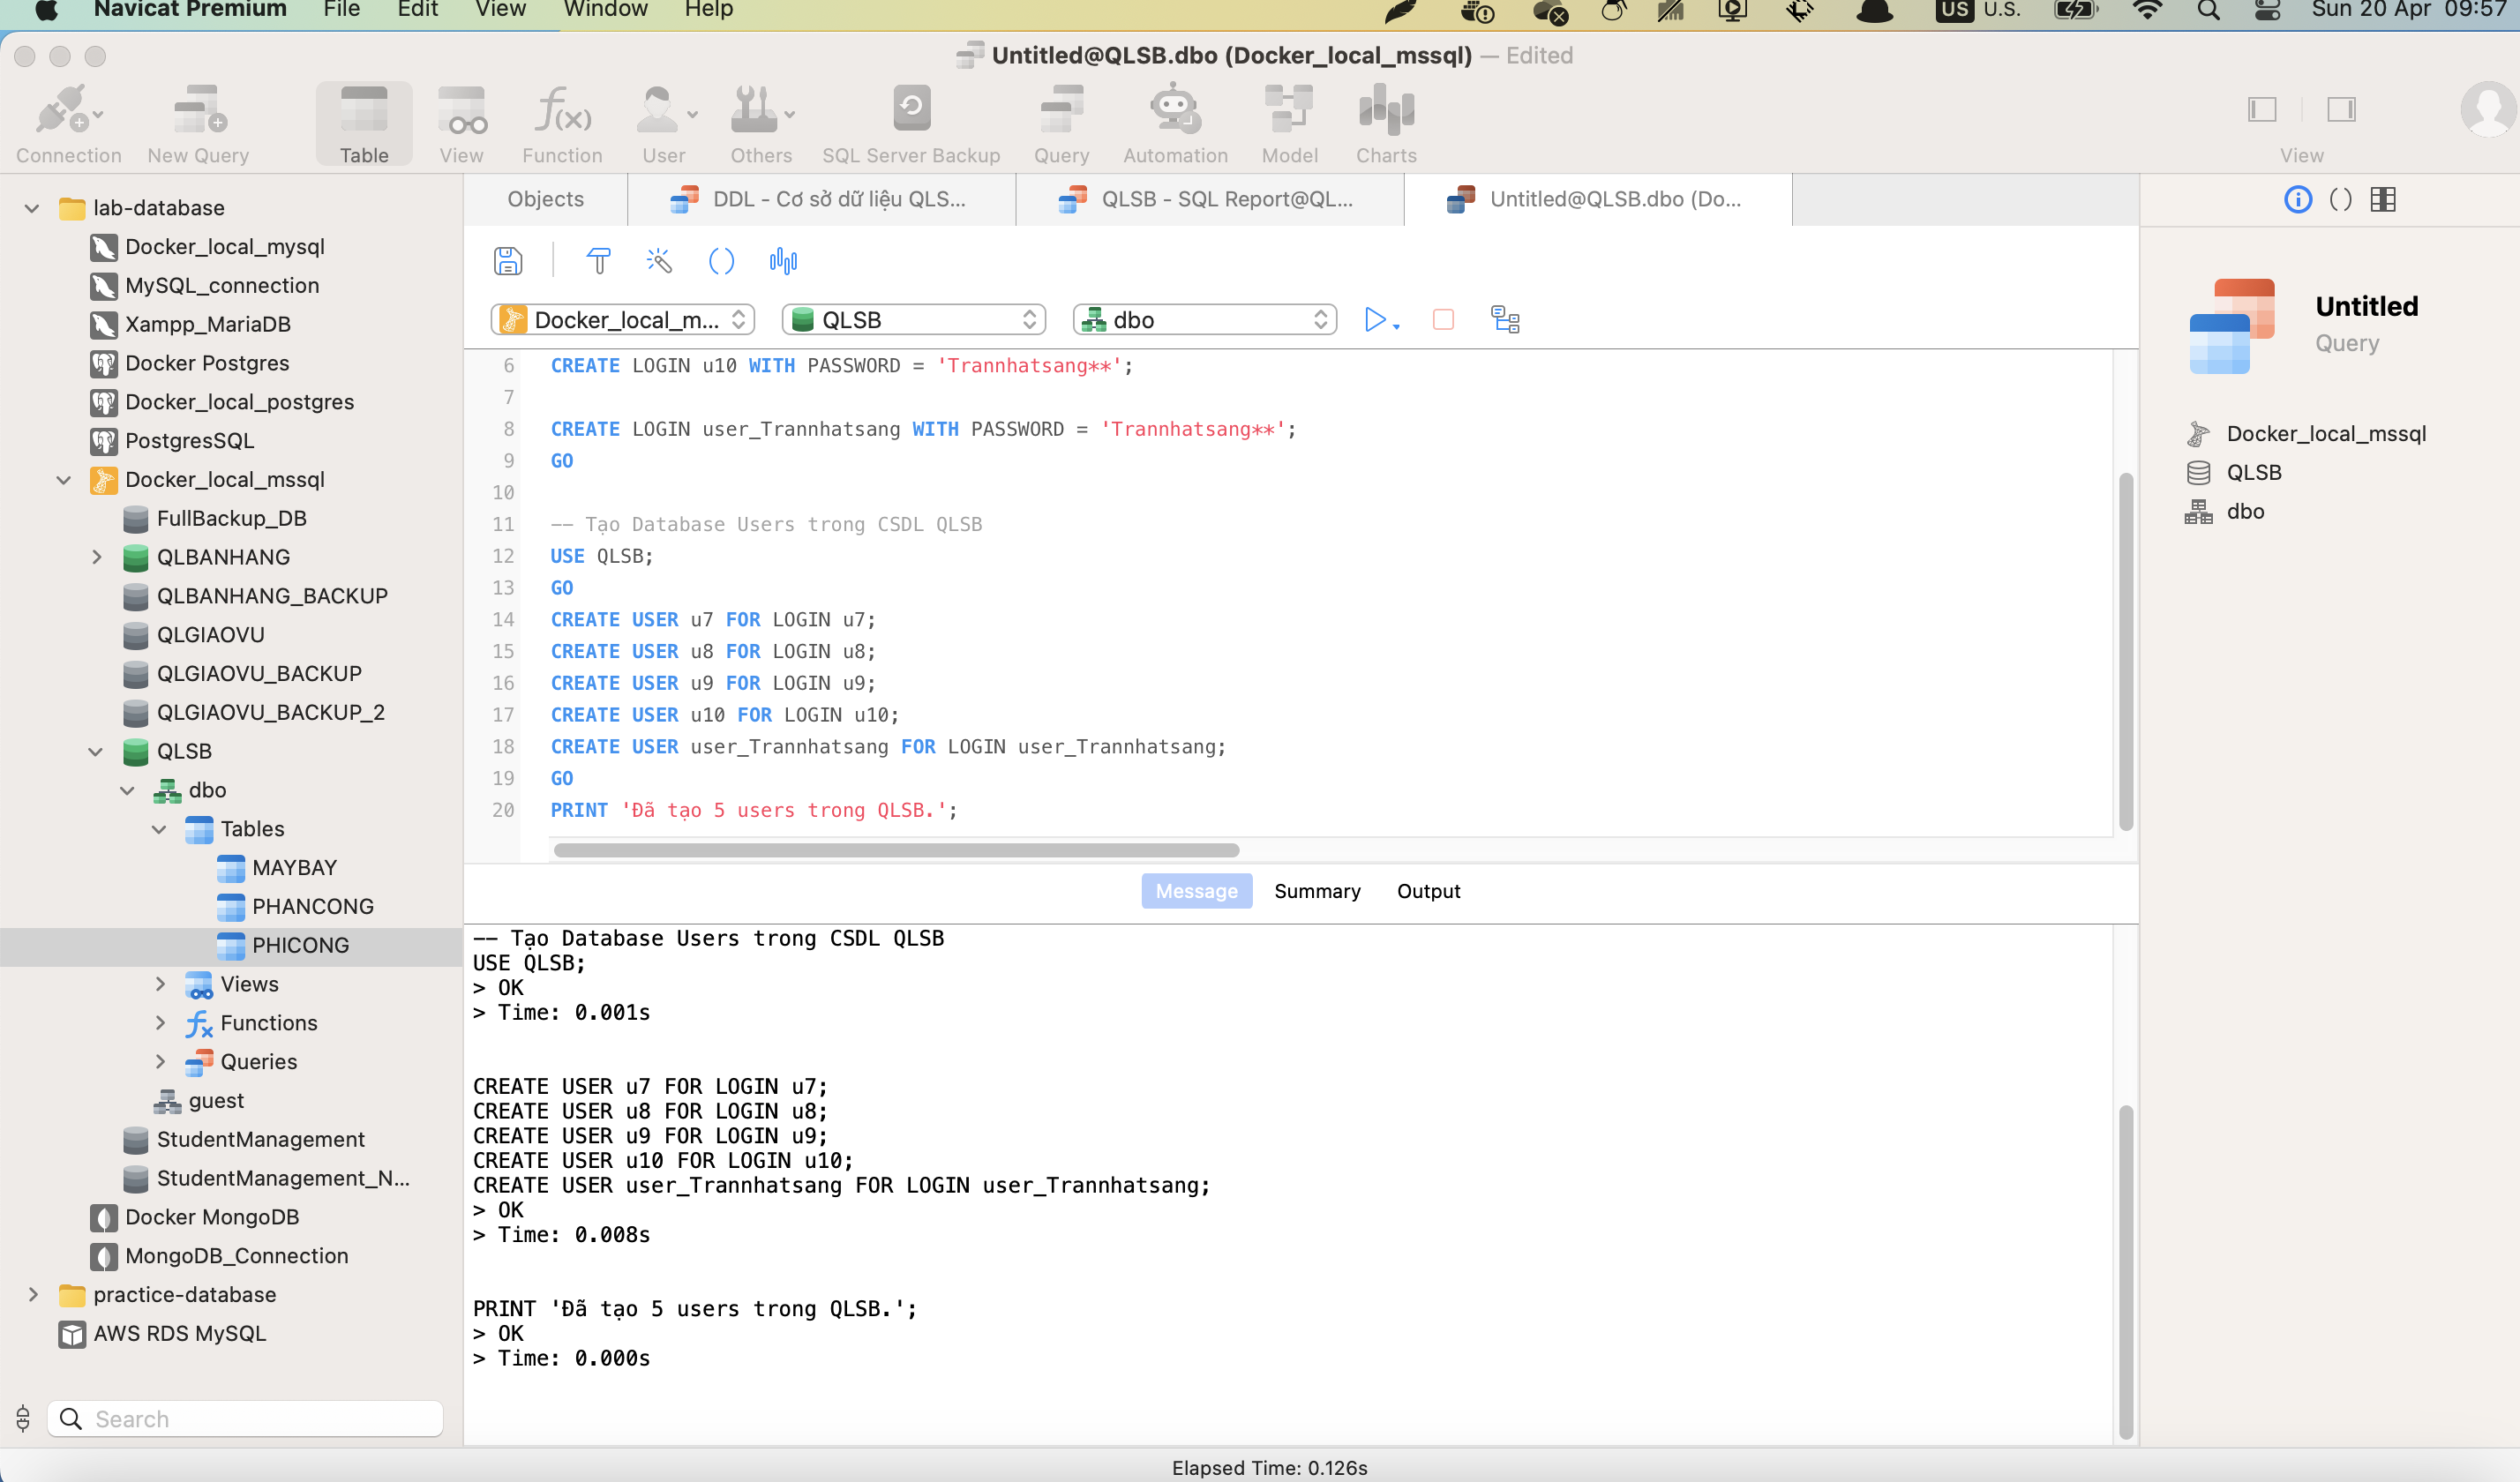 Navicat Premium File Edit View Window Help US U.S. Sun 20 Apr 09:57
Untitled@QLSB.dbo (Docker_local_mssql) — Edited
Connection New Query Table View Function User Others SQL Server Backup Query Automation Model Charts View
Objects DDL - Cơ sở dữ liệu QLS... QLSB - SQL Report@QL... Untitled@QLSB.dbo (Do...
Docker_local_m... QLSB dbo
lab-database
Docker_local_mysql
MySQL_connection
Xampp_MariaDB
Docker Postgres
Docker_local_postgres
PostgresSQL
Docker_local_mssql
FullBackup_DB
QLBANHANG
QLBANHANG_BACKUP
QLGIAOVU
QLGIAOVU_BACKUP
QLGIAOVU_BACKUP_2
QLSB
dbo
Tables
MAYBAY
PHANCONG
PHICONG
Views
Functions
Queries
guest
StudentManagement
StudentManagement_N...
Docker MongoDB
MongoDB_Connection
practice-database
AWS RDS MySQL
Search
6 CREATE LOGIN u10 WITH PASSWORD = 'Trannhatsang**';
7
8 CREATE LOGIN user_Trannhatsang WITH PASSWORD = 'Trannhatsang**';
9 GO
10
11 -- Tạo Database Users trong CSDL QLSB
12 USE QLSB;
13 GO
14 CREATE USER u7 FOR LOGIN u7;
15 CREATE USER u8 FOR LOGIN u8;
16 CREATE USER u9 FOR LOGIN u9;
17 CREATE USER u10 FOR LOGIN u10;
18 CREATE USER user_Trannhatsang FOR LOGIN user_Trannhatsang;
19 GO
20 PRINT 'Đã tạo 5 users trong QLSB.';
Message Summary Output
-- Tạo Database Users trong CSDL QLSB
USE QLSB;
> OK
> Time: 0.001s
CREATE USER u7 FOR LOGIN u7;
CREATE USER u8 FOR LOGIN u8;
CREATE USER u9 FOR LOGIN u9;
CREATE USER u10 FOR LOGIN u10;
CREATE USER user_Trannhatsang FOR LOGIN user_Trannhatsang;
> OK
> Time: 0.008s
PRINT 'Đã tạo 5 users trong QLSB.';
> OK
> Time: 0.000s
Untitled
Query
Docker_local_mssql
QLSB
dbo
Elapsed Time: 0.126s